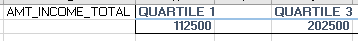 AMT_INCOME_TOTAL QUARTILE 1 QUARTILE 3
112500 202500